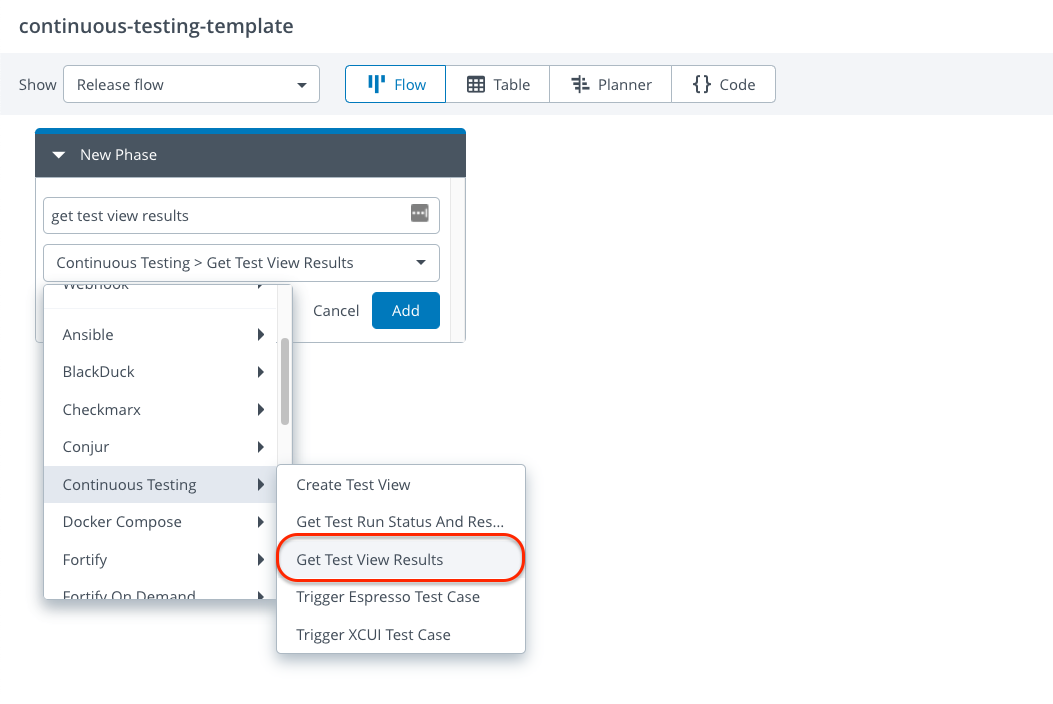 continuous-testing-template
Show Release flow Flow Table Planner Code
New Phase
get test view results
Continuous Testing > Get Test View Results
Webhook
Cancel Add
Ansible
BlackDuck
Checkmarx
Conjur
Continuous Testing
Docker Compose
Fortify
Fortify On Demand
Create Test View
Get Test Run Status And Res...
Get Test View Results
Trigger Espresso Test Case
Trigger XCUI Test Case